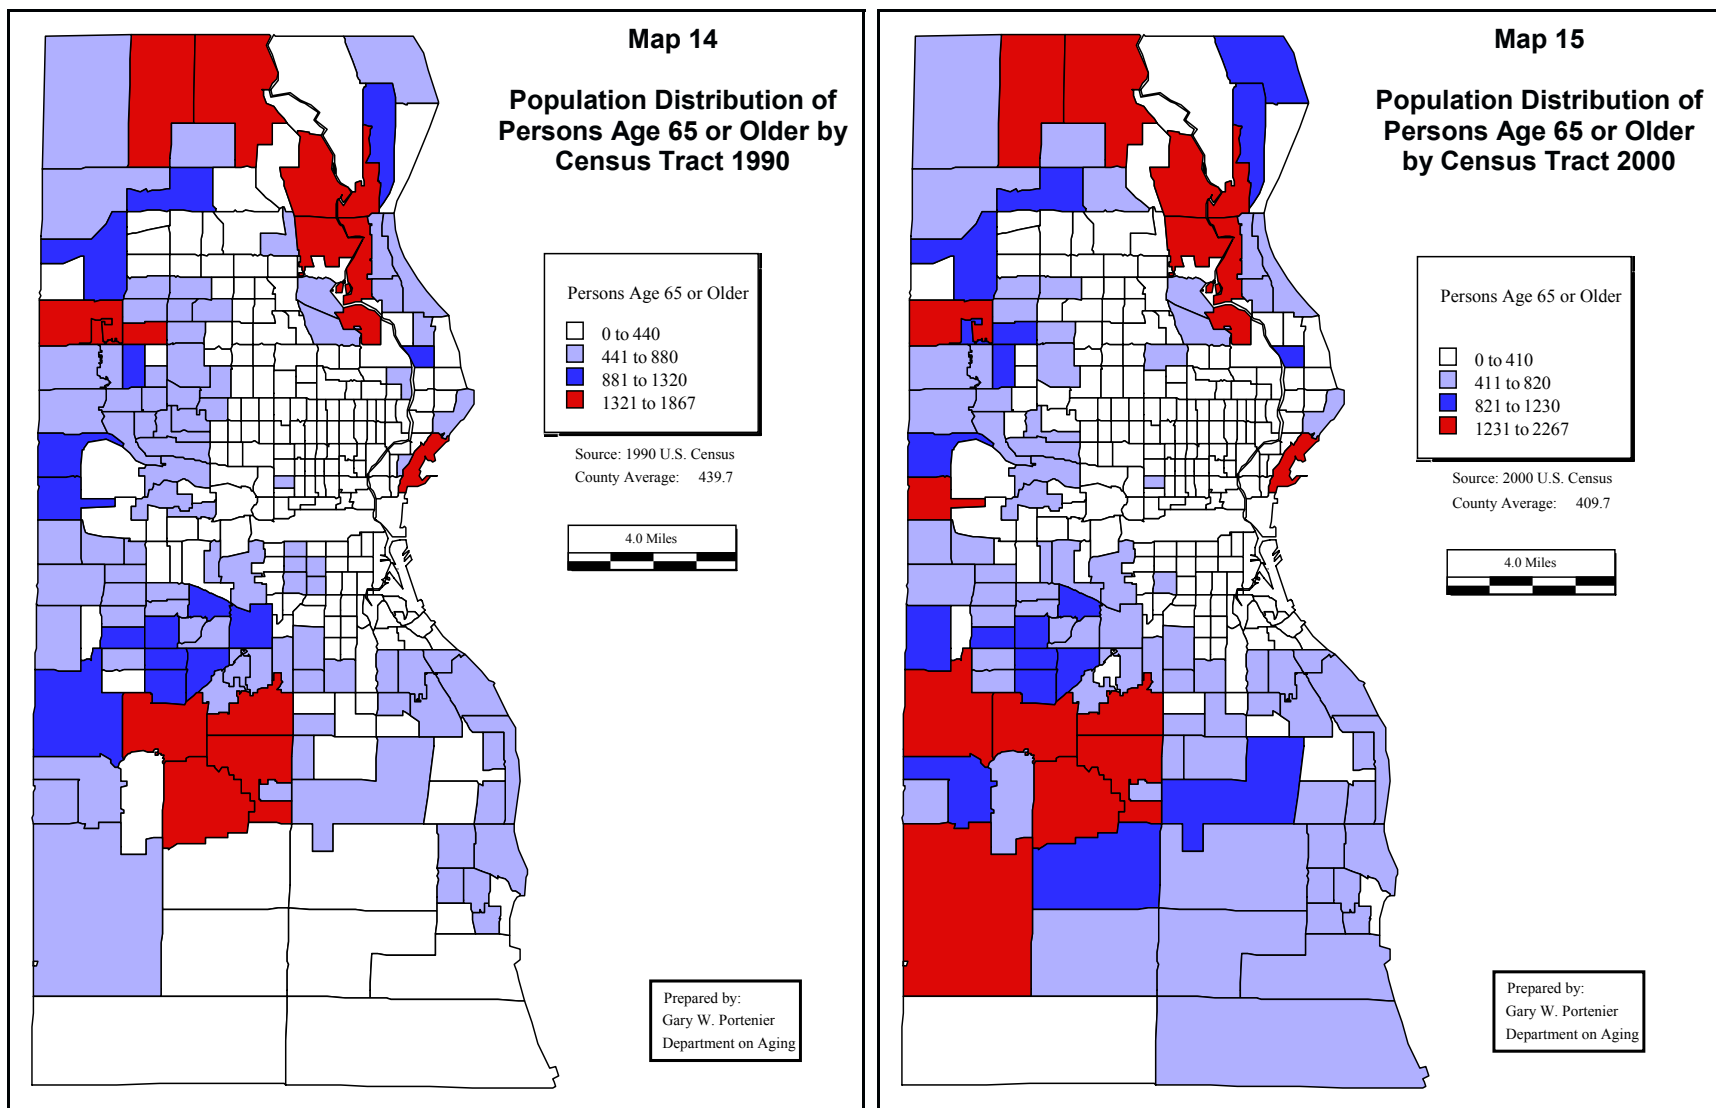 Map 14
Population Distribution of
Persons Age 65 or Older by
Census Tract 1990
Persons Age 65 or Older
0 to 440
441 to 880
881 to 1320
1321 to 1867
Source: 1990 U.S. Census
County Average: 439.7
4.0 Miles
Prepared by:
Gary W. Portenier
Department on Aging
Map 15
Population Distribution of
Persons Age 65 or Older
by Census Tract 2000
Persons Age 65 or Older
0 to 410
411 to 820
821 to 1230
1231 to 2267
Source: 2000 U.S. Census
County Average: 409.7
4.0 Miles
Prepared by:
Gary W. Portenier
Department on Aging